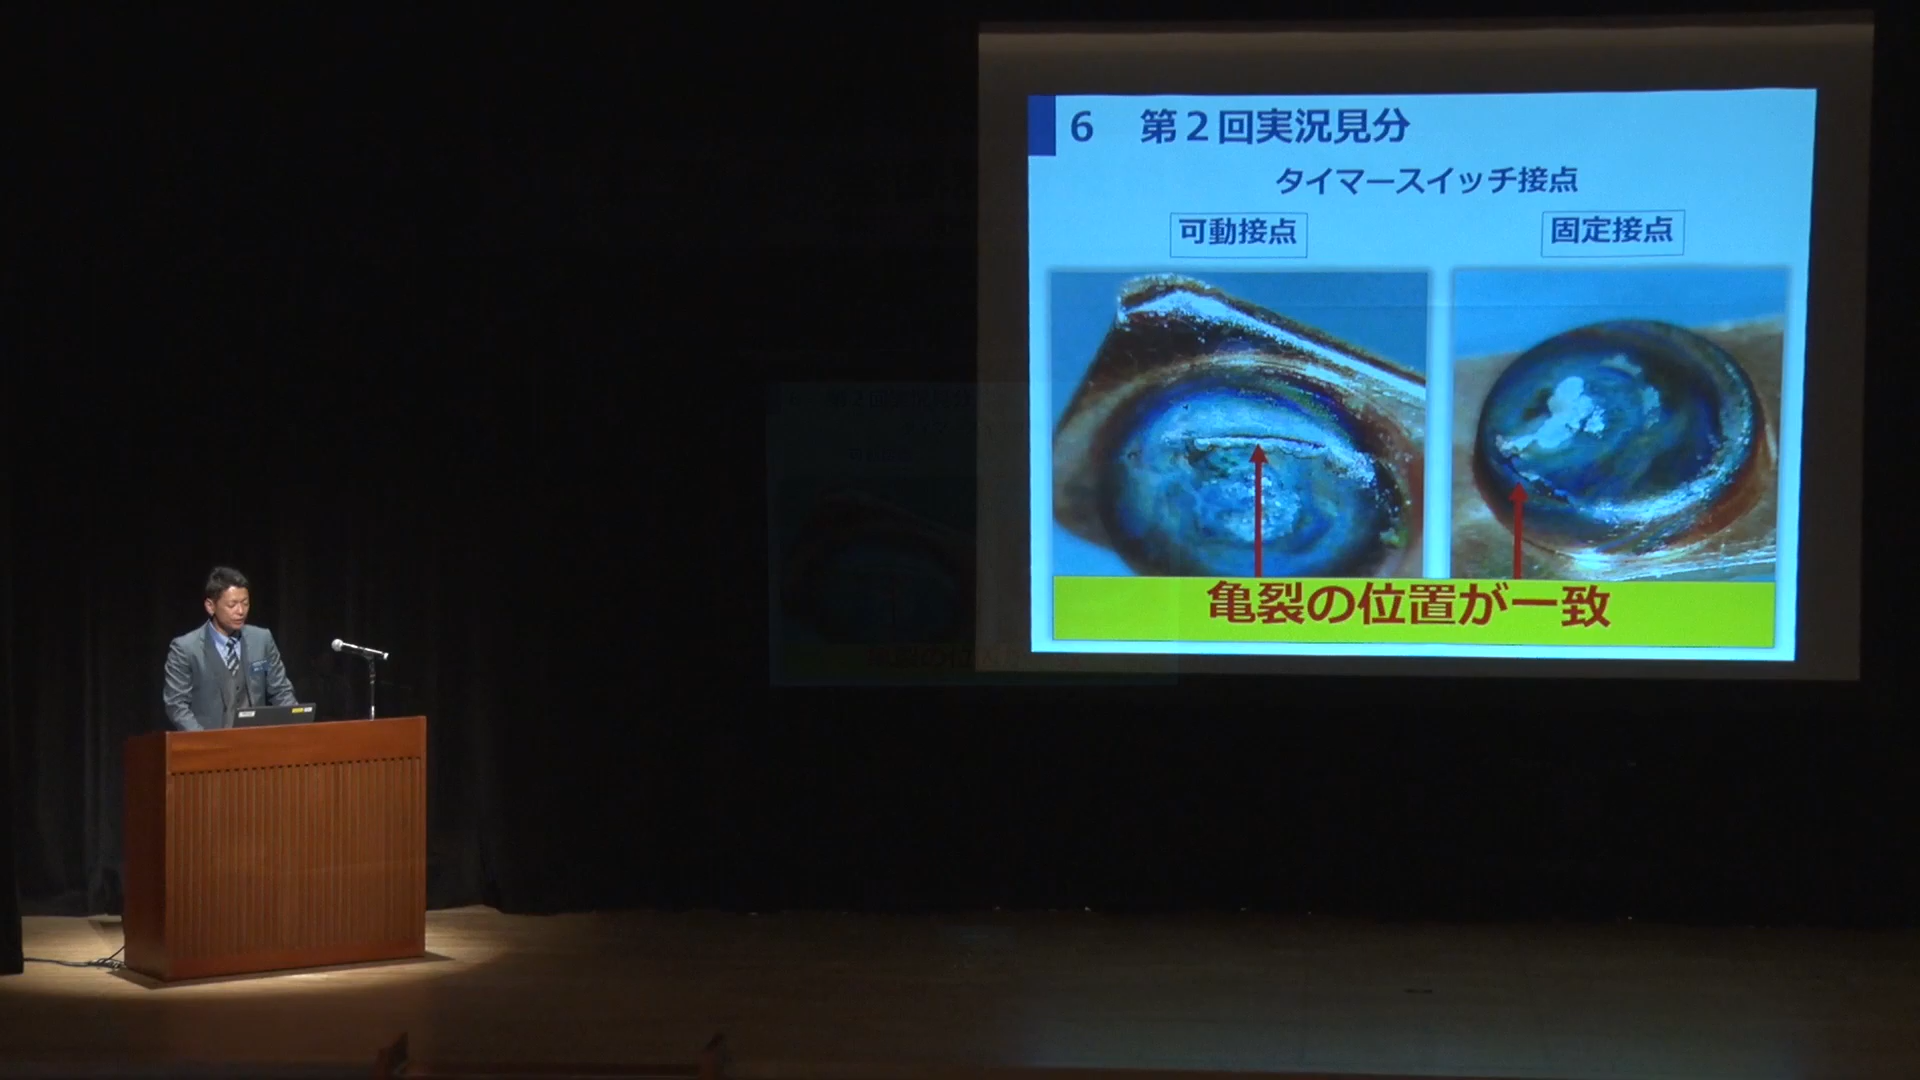 6 第2回実況見分
タイマースイッチ接点
可動接点
固定接点
亀裂の位置が一致